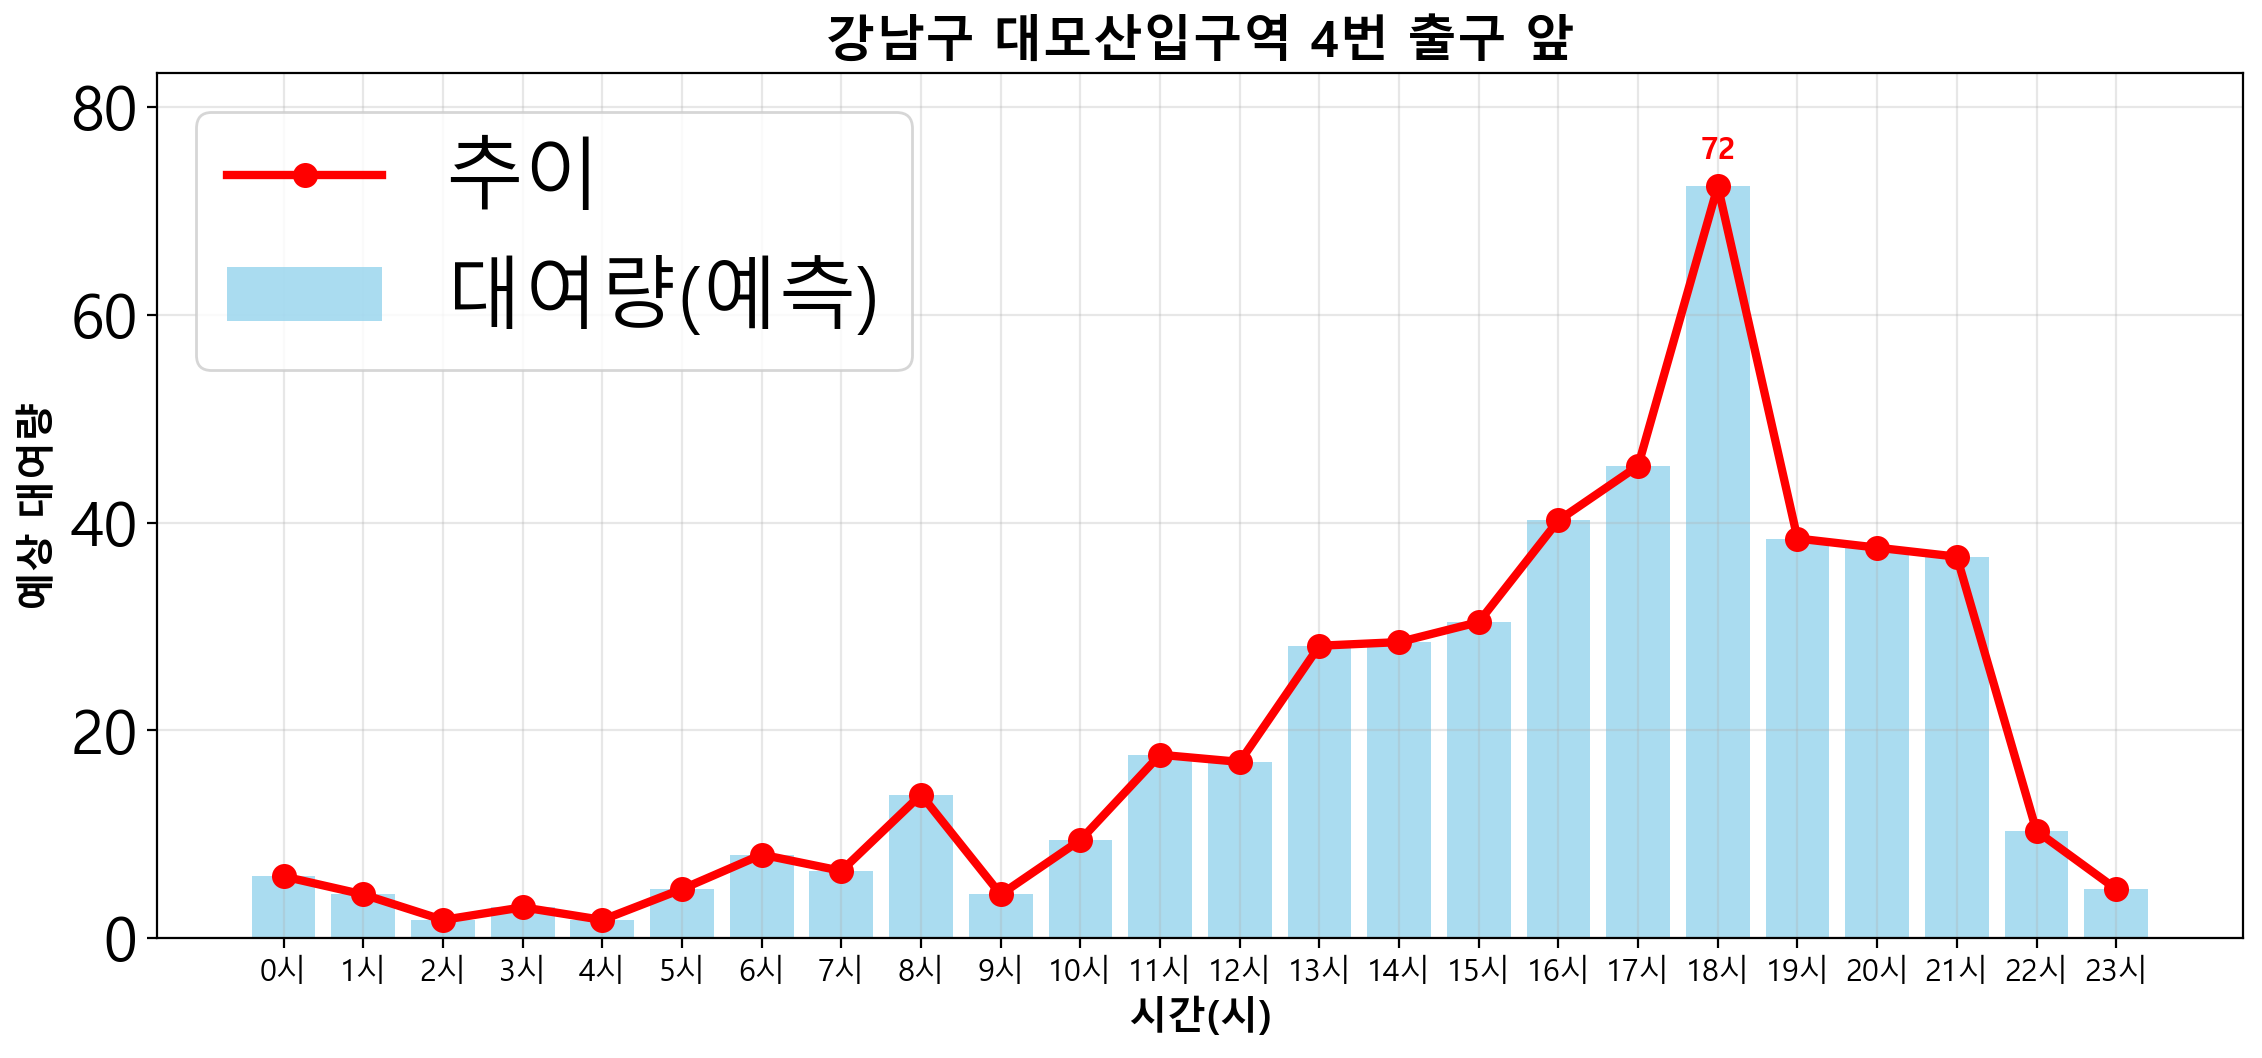 강남구 대모산입구역 4번 출구 앞
80
60
40
20
0
예상 대여량
추이
대여량(예측)
72
0시 1시 2시 3시 4시 5시 6시 7시 8시 9시 10시 11시 12시 13시 14시 15시 16시 17시 18시 19시 20시 21시 22시 23시
시간(시)